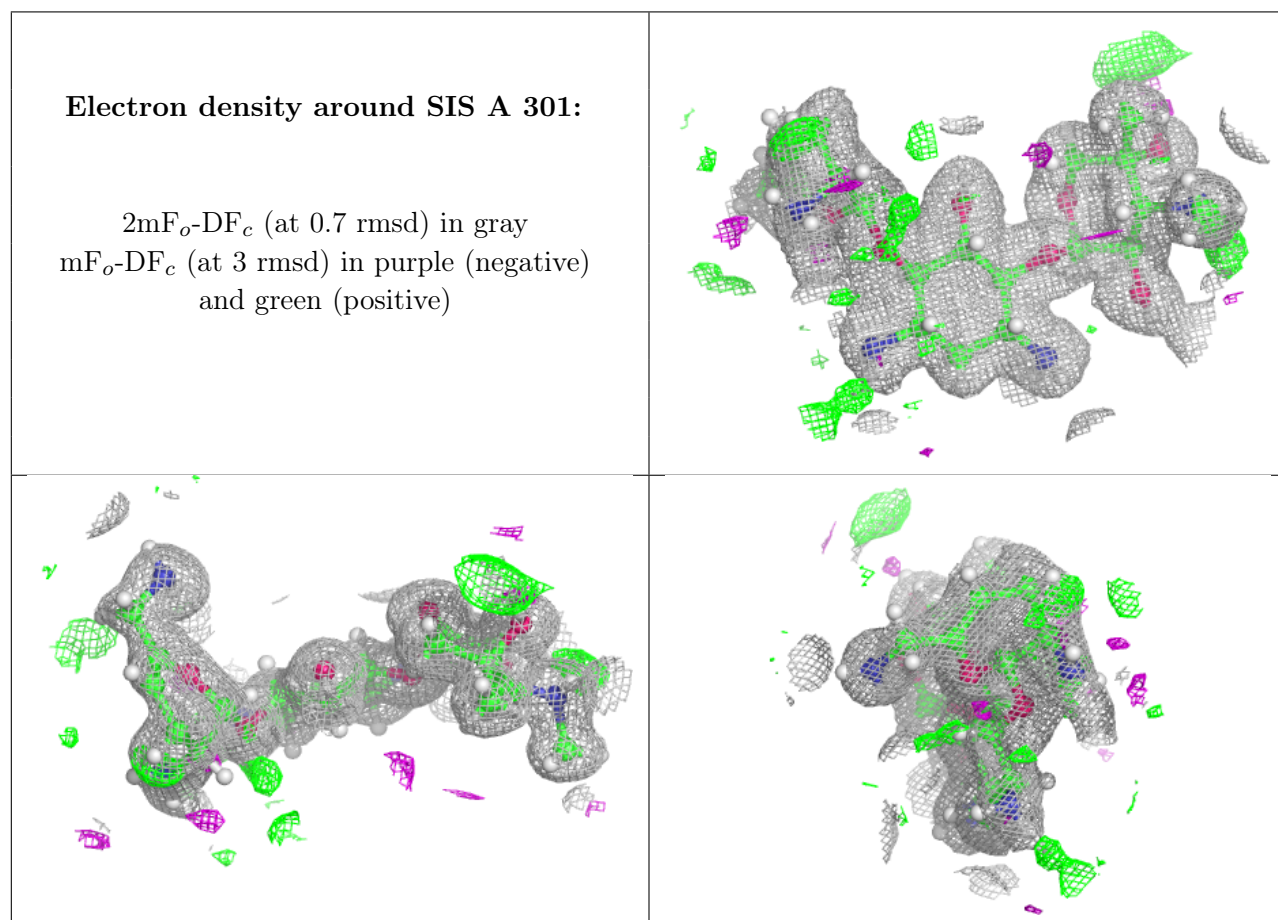 Electron density around SIS A 301:
2mFo-DFc (at 0.7 rmsd) in gray
mFo-DFc (at 3 rmsd) in purple (negative)
and green (positive)